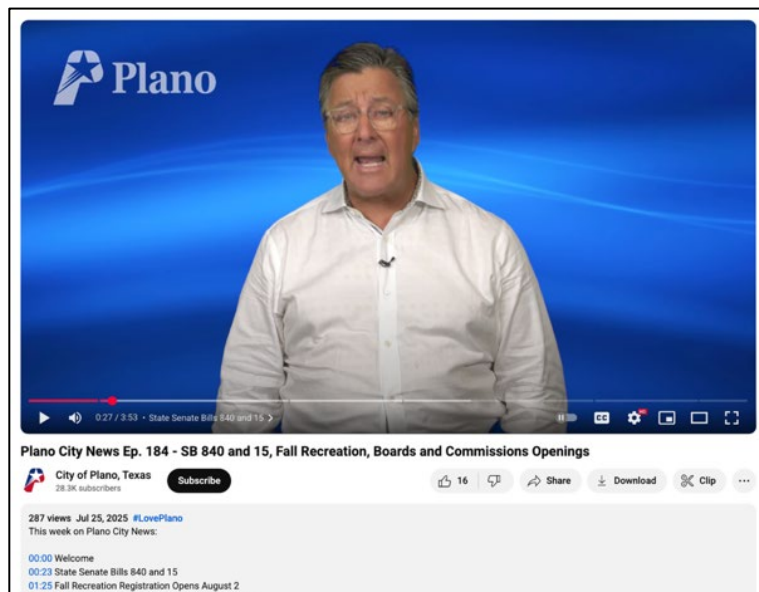 Plano
0:27 / 3:53 • State Senate Bills 840 and 15 >
CC
Plano City News Ep. 184 - SB 840 and 15, Fall Recreation, Boards and Commissions Openings
City of Plano, Texas
28.3K subscribers
Subscribe
16
Share
Download
Clip
287 views Jul 25, 2025 #LovePlano
This week on Plano City News:
00:00 Welcome
00:23 State Senate Bills 840 and 15
01:25 Fall Recreation Registration Opens August 2